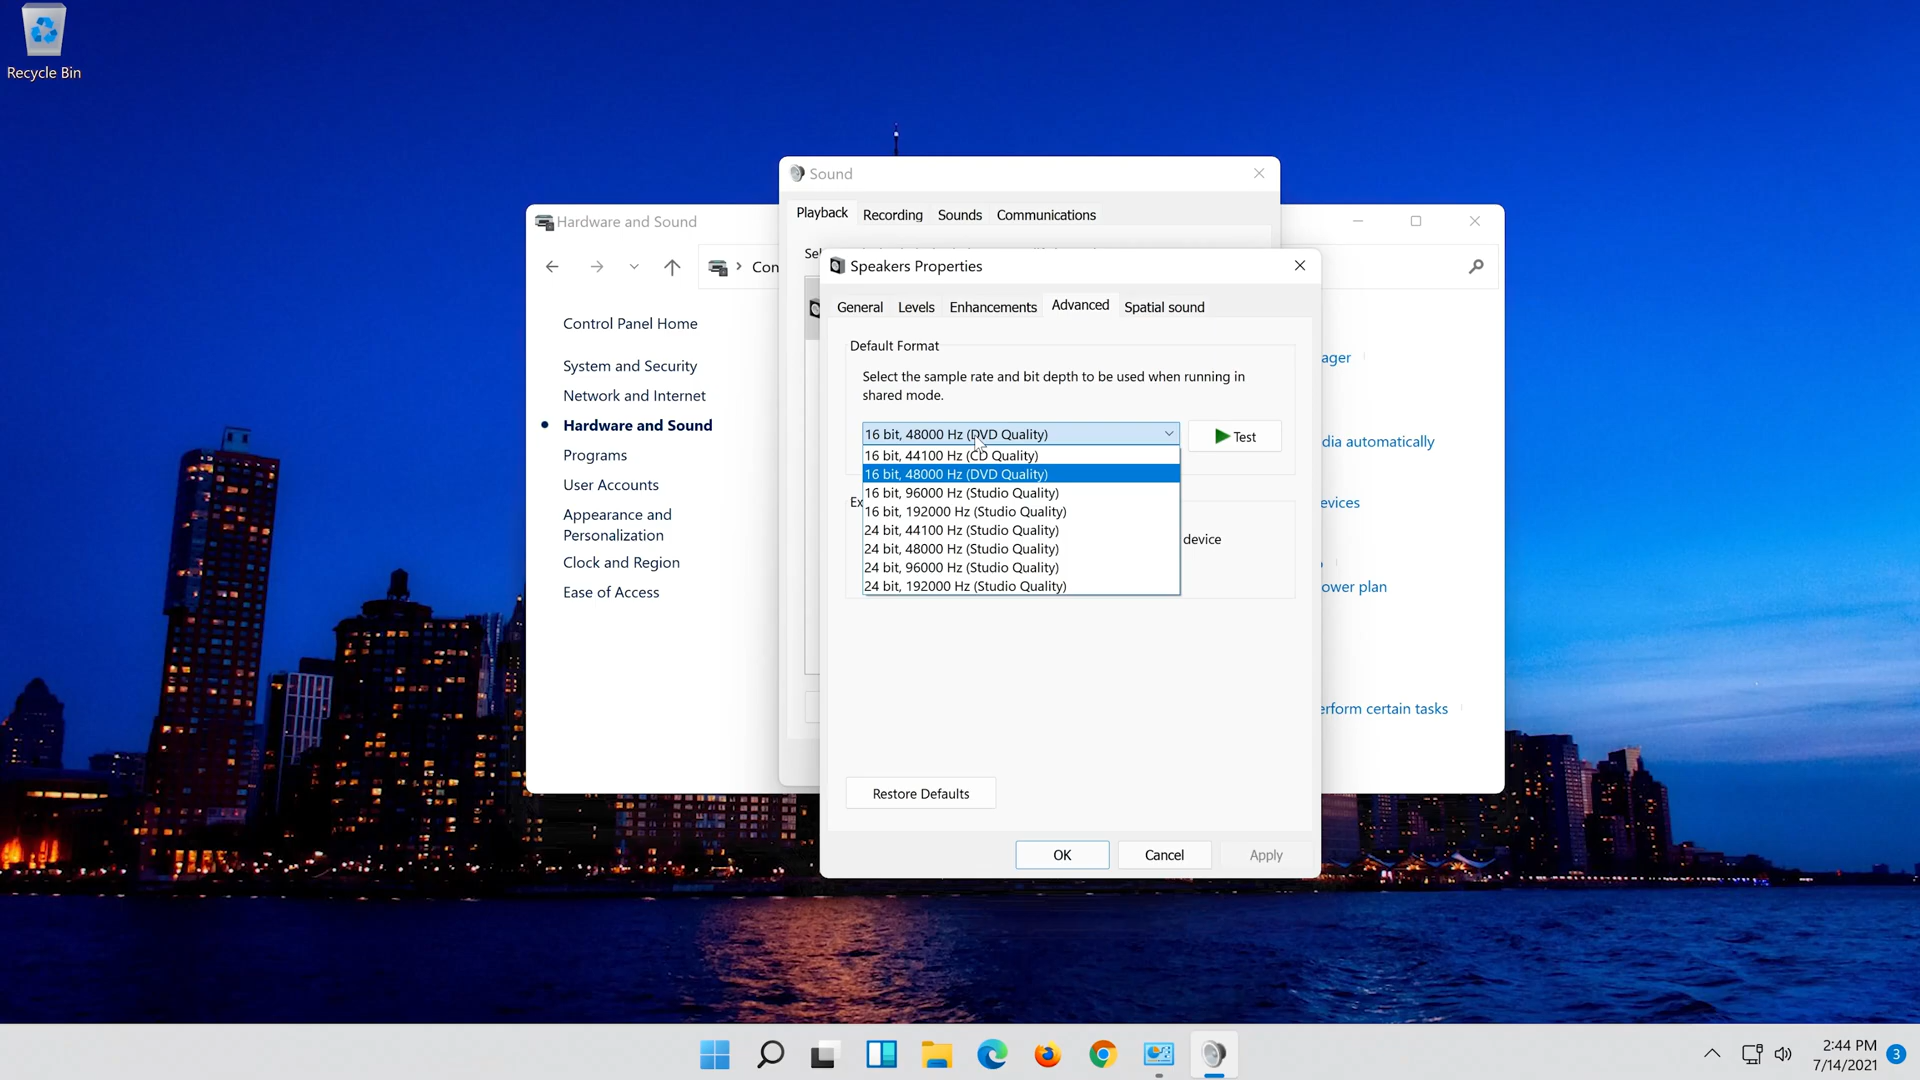 Recycle Bin
Sound
Playback
Recording
Sounds
Communications
Hardware and Sound
Con
Control Panel Home
System and Security
Network and Internet
Hardware and Sound
Programs
User Accounts
Appearance and
Personalization
Clock and Region
Ease of Access
Speakers Properties
General
Levels
Enhancements
Advanced
Spatial sound
Default Format
Select the sample rate and bit depth to be used when running in
shared mode.
16 bit, 48000 Hz (DVD Quality)
Test
16 bit, 44100 Hz (CD Quality)
16 bit, 48000 Hz (DVD Quality)
16 bit, 96000 Hz (Studio Quality)
16 bit, 192000 Hz (Studio Quality)
24 bit, 44100 Hz (Studio Quality)
24 bit, 48000 Hz (Studio Quality)
24 bit, 96000 Hz (Studio Quality)
24 bit, 192000 Hz (Studio Quality)
Ex
device
Restore Defaults
OK
Cancel
Apply
ager
dia automatically
evices
ower plan
erform certain tasks
2:44 PM
7/14/2021
3